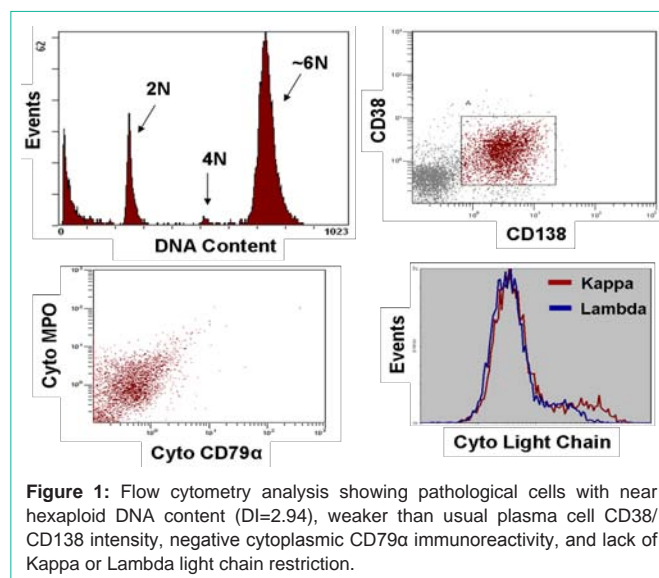 62
Events
2N
4N
~6N
0
1023
DNA Content
CD38
A
CD138
Cyto MPO
Cyto CD79α
Events
Kappa
Lambda
Cyto Light Chain
Figure 1: Flow cytometry analysis showing pathological cells with near
hexaploid DNA content (DI=2.94), weaker than usual plasma cell CD38/
CD138 intensity, negative cytoplasmic CD79α immunoreactivity, and lack of
Kappa or Lambda light chain restriction.